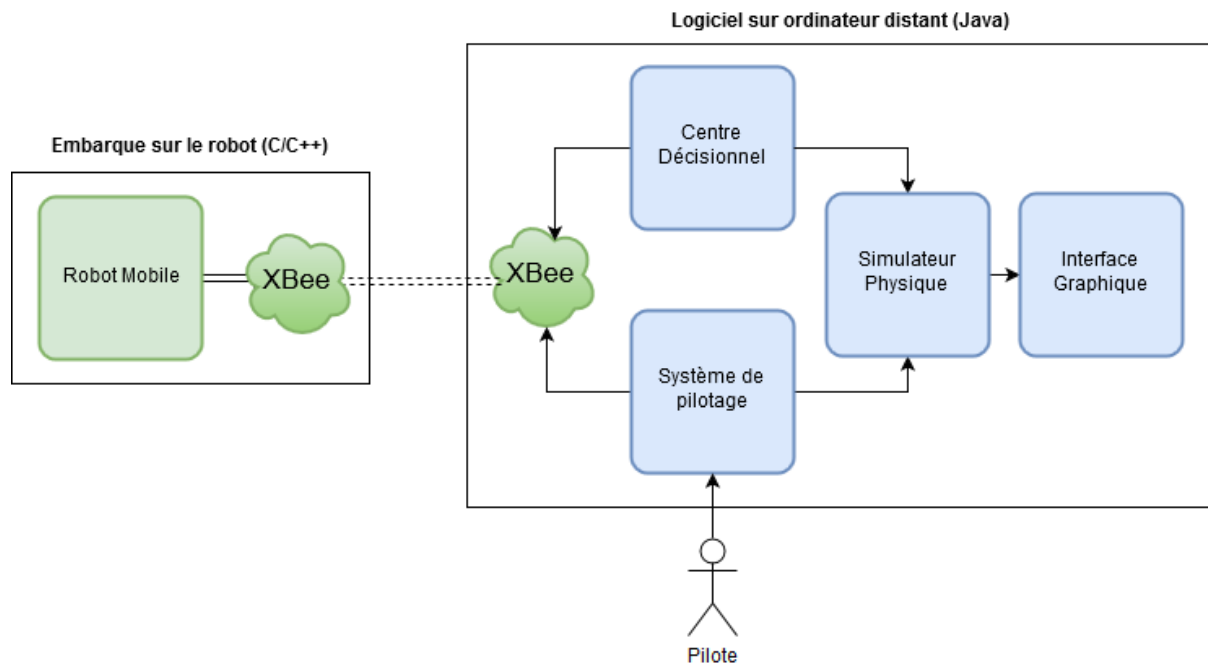 Logiciel sur ordinateur distant (Java)
Embarque sur le robot (C/C++)
Robot Mobile
XBee
XBee
Centre
Décisionnel
Système de
pilotage
Simulateur
Physique
Interface
Graphique
Pilote